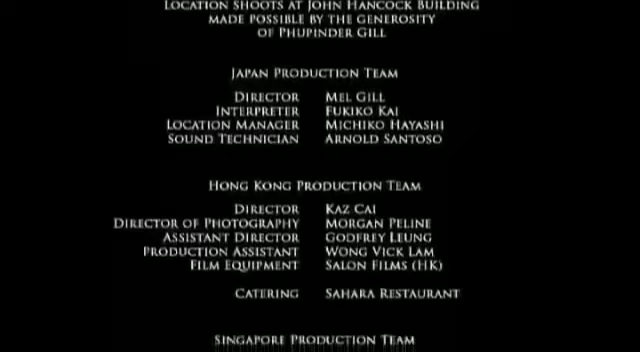 LOCATION SHOOTS AT JOHN HANCOCK BUILDING
MADE POSSIBLE BY THE GENEROSITY
OF PHUPINDER GILL
JAPAN PRODUCTION TEAM
DIRECTOR MEL GILL
INTERPRETER FUKIKO KAI
LOCATION MANAGER MICHIKO HAYASHI
SOUND TECHNICIAN ARNOLD SANTOSO
HONG KONG PRODUCTION TEAM
DIRECTOR KAZ CAI
DIRECTOR OF PHOTOGRAPHY MORGAN PELINE
ASSISTANT DIRECTOR GODFREY LEUNG
PRODUCTION ASSISTANT WONG VICK LAM
FILM EQUIPMENT SALON FILMS (HK)
CATERING SAHARA RESTAURANT
SINGAPORE PRODUCTION TEAM